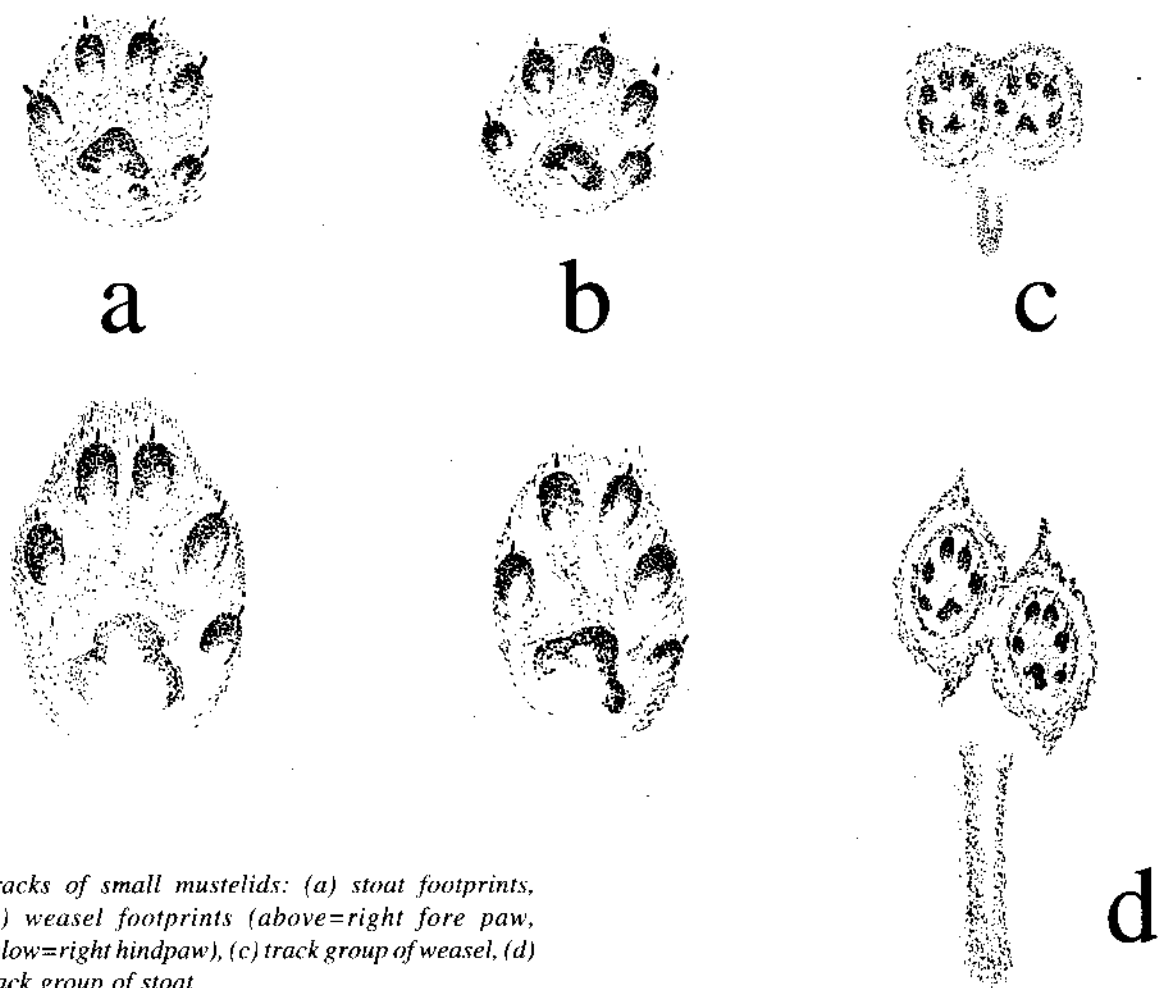 a
b
c
d
racks of small mustelids: (a) stoat footprints,
) weasel footprints (above=right fore paw,
low=right hindpaw), (c) track group of weasel, (d)
ack group of stoat